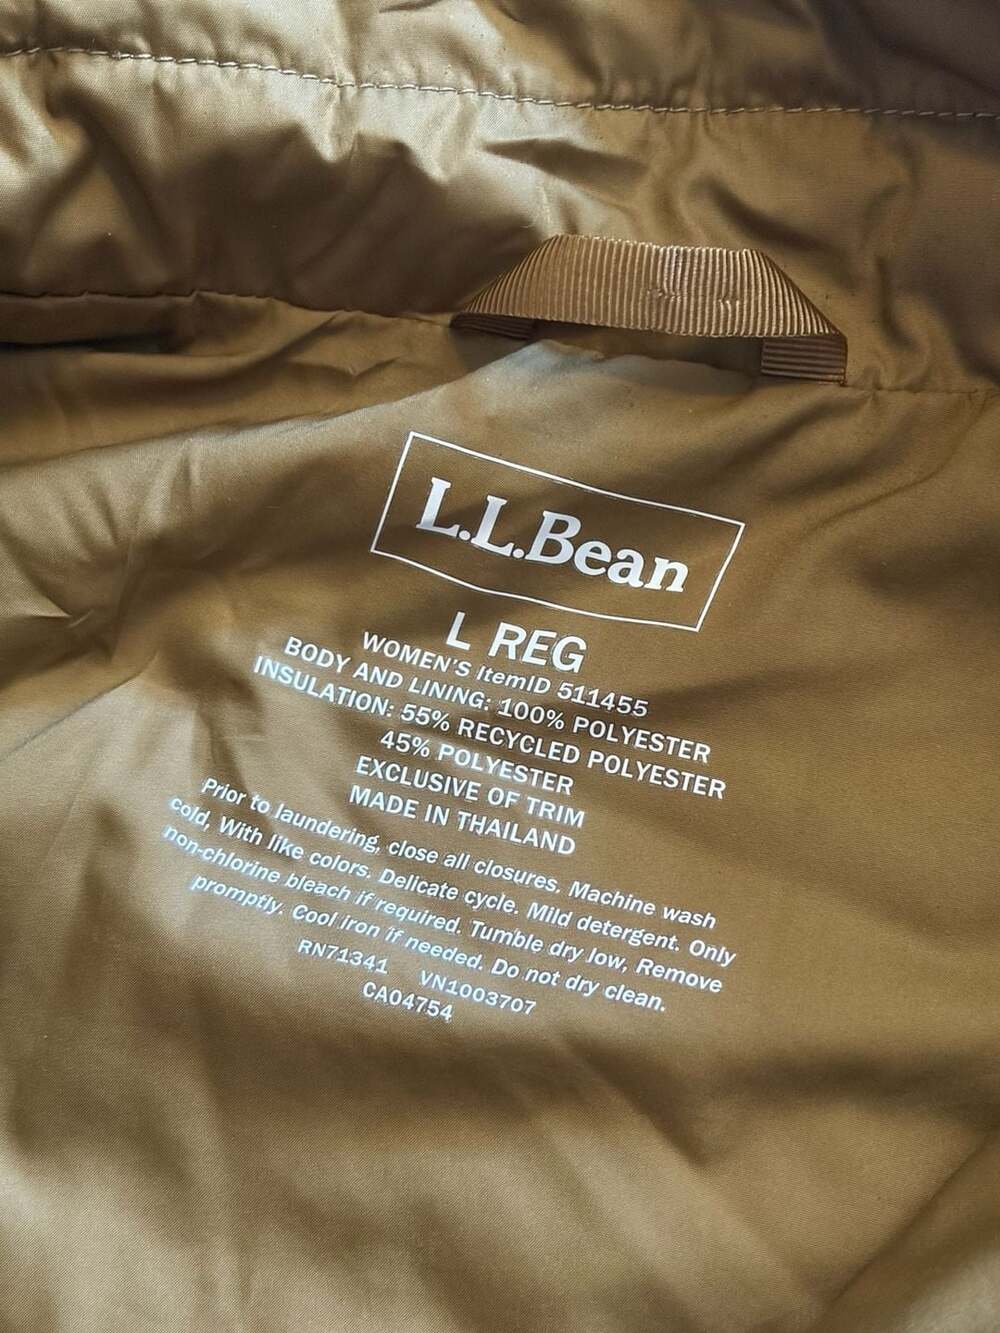 L.L.Bean
L REG
WOMEN'S ItemID 511455
BODY AND LINING: 100% POLYESTER
INSULATION: 55% RECYCLED POLYESTER
45% POLYESTER
EXCLUSIVE OF TRIM
MADE IN THAILAND
Prior to laundering, close all closures. Machine wash
cold, With like colors. Delicate cycle. Mild detergent. Only
non-chlorine bleach if required. Tumble dry low, Remove
promptly. Cool iron if needed. Do not dry clean.
RN71341 VN1003707
CA04754